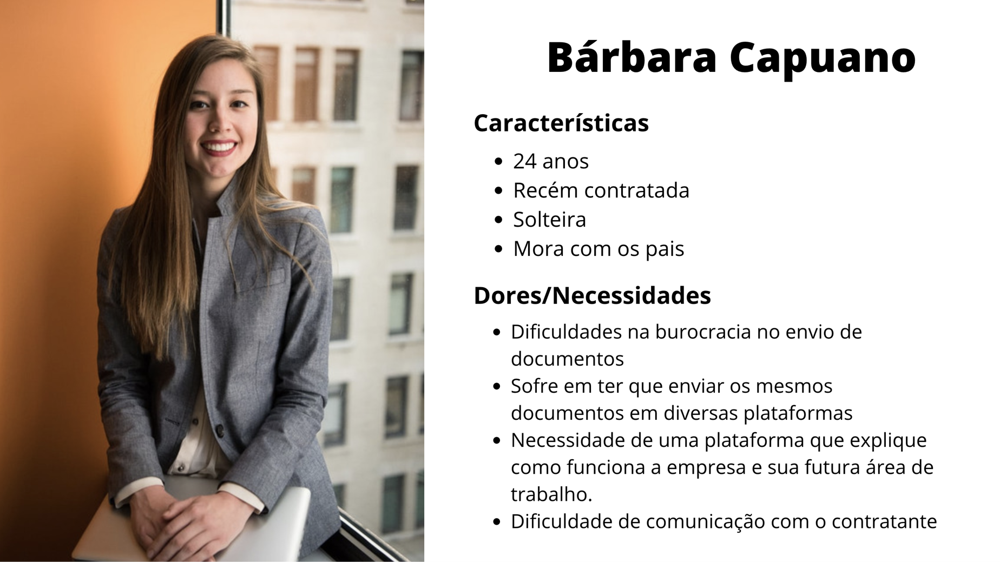 Bárbara Capuano
Características
• 24 anos
• Recém contratada
• Solteira
• Mora com os pais
Dores/Necessidades
• Dificuldades na burocracia no envio de
documentos
• Sofre em ter que enviar os mesmos
documentos em diversas plataformas
• Necessidade de uma plataforma que explique
como funciona a empresa e sua futura área de
trabalho.
• Dificuldade de comunicação com o contratante